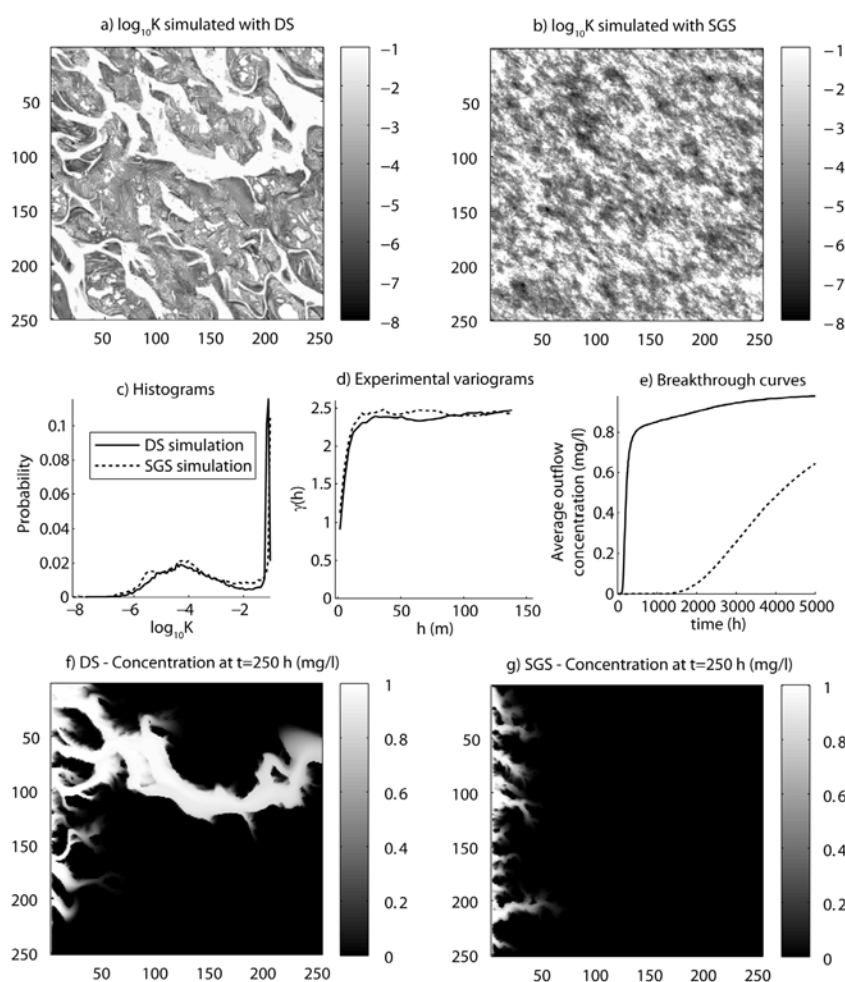 a) log₁₀K simulated with DS
50
100
150
200
250
50 100 150 200 250
−1
−2
−3
−4
−5
−6
−7
−8
b) log₁₀K simulated with SGS
50
100
150
200
250
50 100 150 200 250
−1
−2
−3
−4
−5
−6
−7
−8
c) Histograms
Probability
0.1
0.08
0.06
0.04
0.02
0
DS simulation
SGS simulation
−8 −6 −4 −2
log₁₀K
d) Experimental variograms
γ(h)
2.5
2
1.5
1
0.5
0
0 50 100 150
h (m)
e) Breakthrough curves
Average outflow
concentration (mg/l)
0.8
0.6
0.4
0.2
0
0 1000 2000 3000 4000 5000
time (h)
f) DS - Concentration at t=250 h (mg/l)
50
100
150
200
250
50 100 150 200 250
1
0.8
0.6
0.4
0.2
0
g) SGS - Concentration at t=250 h (mg/l)
50
100
150
200
250
50 100 150 200 250
1
0.8
0.6
0.4
0.2
0